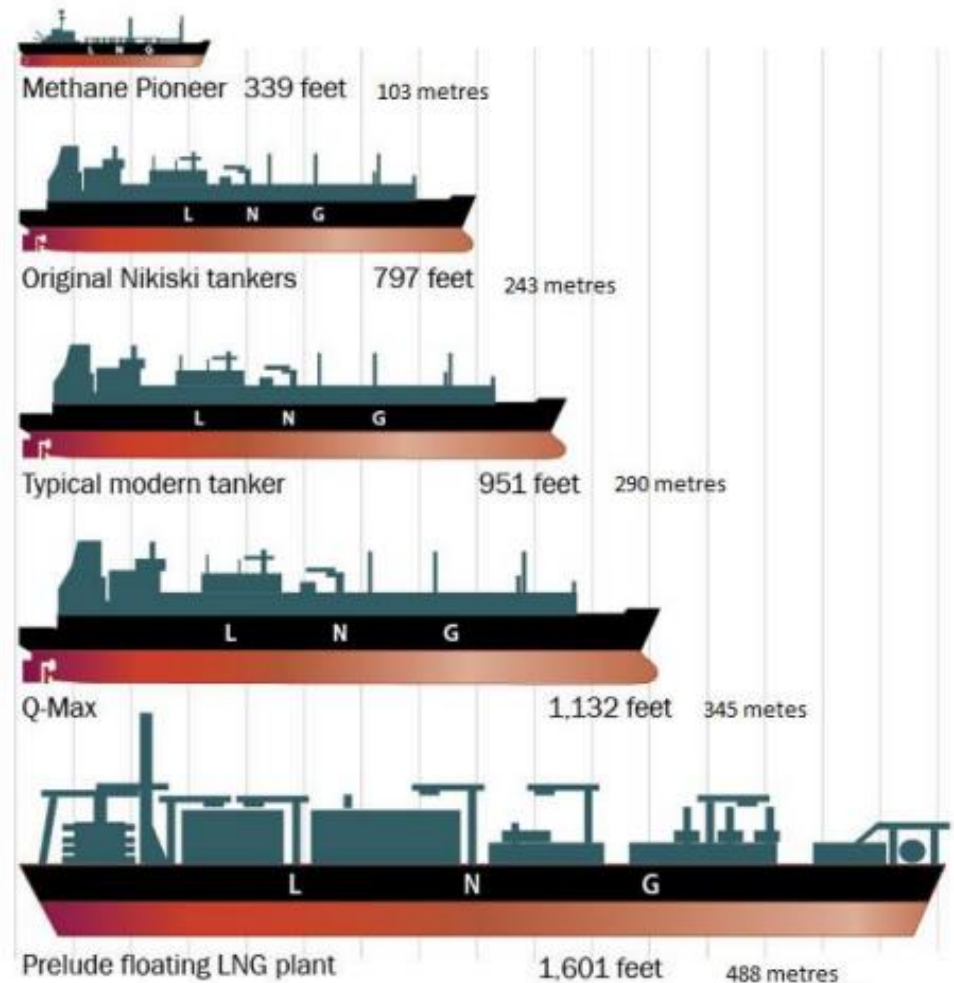 L N G
Methane Pioneer 339 feet 103 metres
L N G
Original Nikiski tankers 797 feet 243 metres
L N G
Typical modern tanker 951 feet 290 metres
L N G
Q-Max 1,132 feet 345 metes
L N G
Prelude floating LNG plant 1,601 feet 488 metres